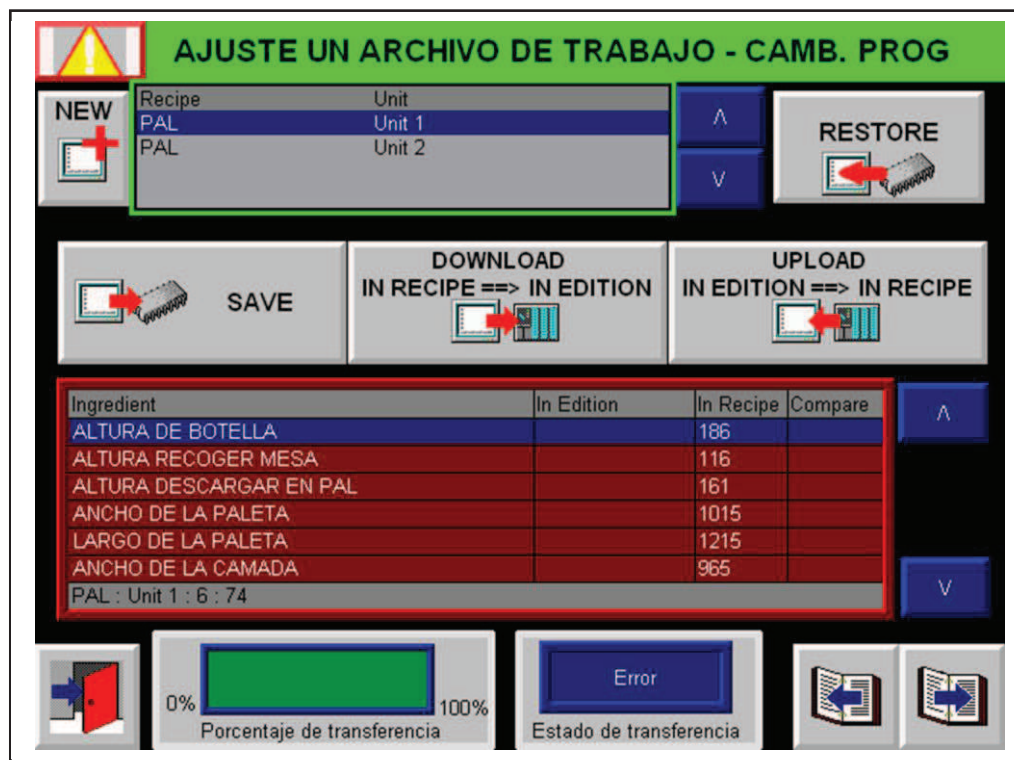 AJUSTE UN ARCHIVO DE TRABAJO - CAMB. PROG
NEW
Recipe Unit
PAL Unit 1
PAL Unit 2
Λ
V
RESTORE
SAVE
DOWNLOAD
IN RECIPE ==> IN EDITION
UPLOAD
IN EDITION ==> IN RECIPE
Ingredient In Edition In Recipe Compare
ALTURA DE BOTELLA 186
ALTURA RECOGER MESA 116
ALTURA DESCARGAR EN PAL 161
ANCHO DE LA PALETA 1015
LARGO DE LA PALETA 1215
ANCHO DE LA CAMADA 965
PAL : Unit 1 : 6 : 74
Λ
V
0% 100%
Porcentaje de transferencia
Error
Estado de transferencia